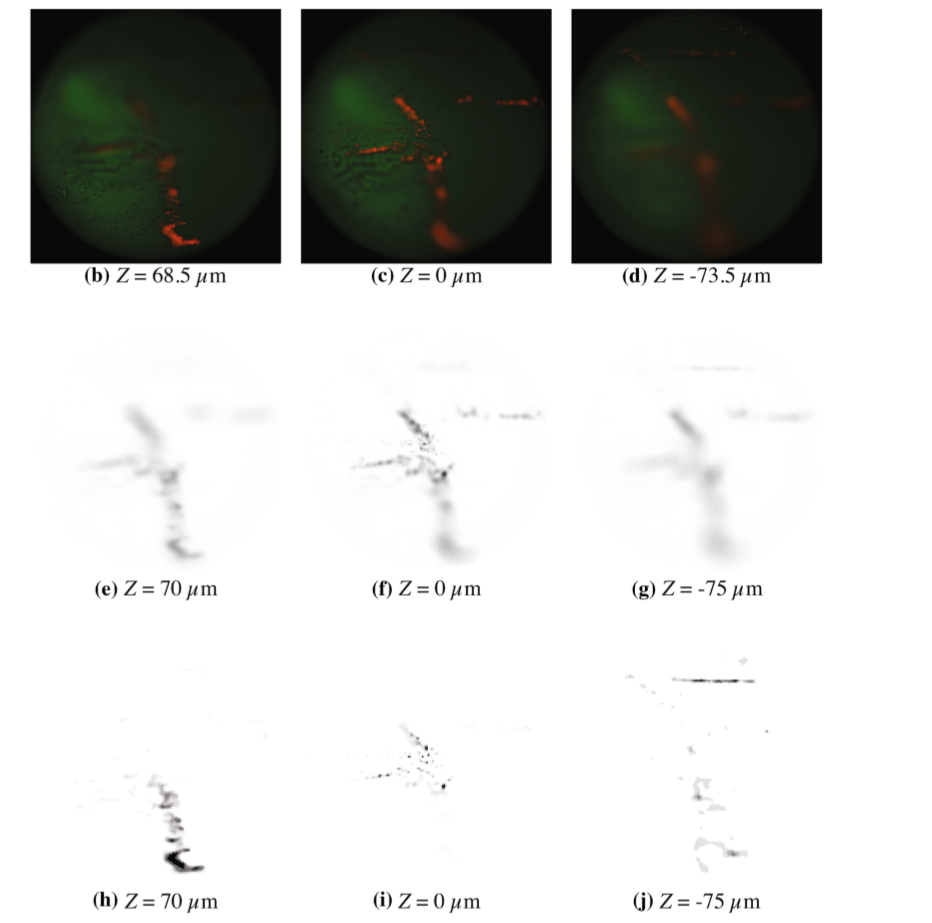 (b) Z = 68.5 μm
(c) Z = 0 μm
(d) Z = -73.5 μm
(e) Z = 70 μm
(f) Z = 0 μm
(g) Z = -75 μm
(h) Z = 70 μm
(i) Z = 0 μm
(j) Z = -75 μm